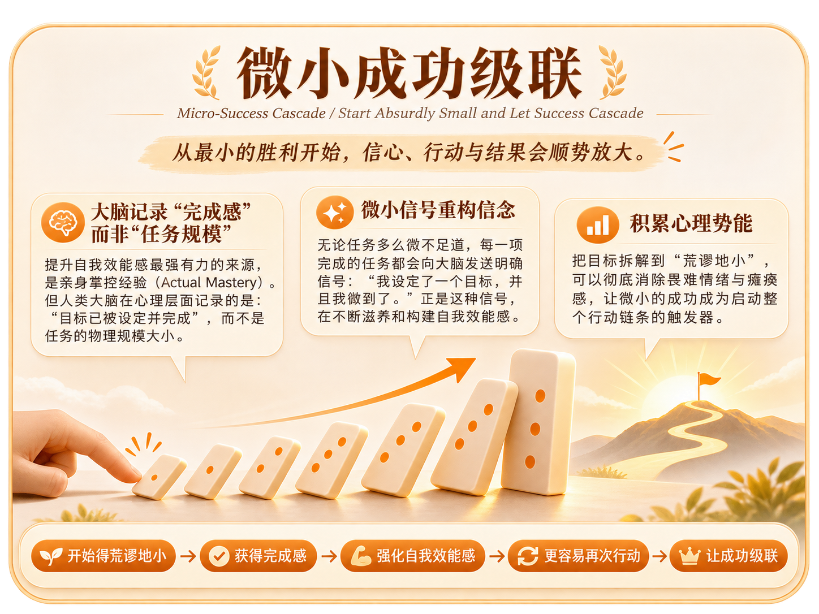 微小成功级联
Micro-Success Cascade / Start Absurdly Small and Let Success Cascade
从最小的胜利开始，信心、行动与结果会顺势放大。
大脑记录“完成感”
而非“任务规模”
提升自我效能感最强有力的来源，
是亲身掌控经验（Actual Mastery）。
但人类大脑在心理层面记录的是：
“目标已被设定并完成”，而不是
任务的物理规模大小。
微小信号重构信念
无论任务多么微不足道，每一项
完成的任务都会向大脑发送明确
信号：“我设定了一个目标，并
且我做到了。”正是这种信号，
在不断滋养和构建自我效能感。
积累心理势能
把目标拆解到“荒谬地小”，
可以彻底消除畏难情绪与瘫痪
感，让微小的成功成为启动整
个行动链条的触发器。
开始得荒谬地小
获得完成感
强化自我效能感
更容易再次行动
让成功级联